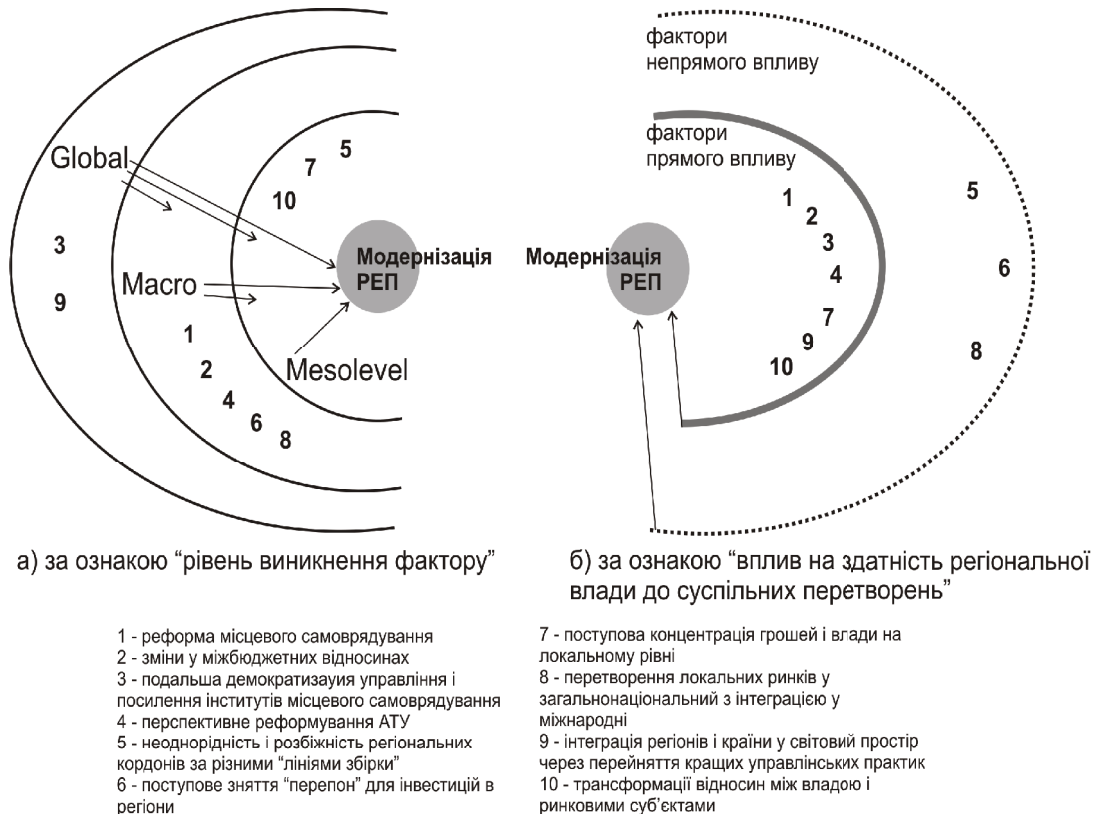 Global
3
9
Macro
1
2
4
6
8
5
7
10
Mesolevel
Модернізація
РЕП
фактори
непрямого впливу
фактори
прямого впливу
1
2
3
4
7
9
10
5
6
8
Модернізація
РЕП
а) за ознакою “рівень виникнення фактору”
б) за ознакою “вплив на здатність регіональної
влади до суспільних перетворень”
1 - реформа місцевого самоврядування
2 - зміни у міжбюджетних відносинах
3 - подальша демократизауия управління і
посилення інститутів місцевого самоврядування
4 - перспективне реформування АТУ
5 - неоднорідність і розбіжність регіональних
кордонів за різними “лініями збірки”
6 - поступове зняття “перепон” для інвестицій в
регіони
7 - поступова концентрація грошей і влади на
локальному рівні
8 - перетворення локальних ринків у
загальнонаціональний з інтеграцією у
міжнародні
9 - інтеграція регіонів і країни у світовий простір
через перейняття кращих управлінських практик
10 - трансформації відносин між владою і
ринковими суб’єктами